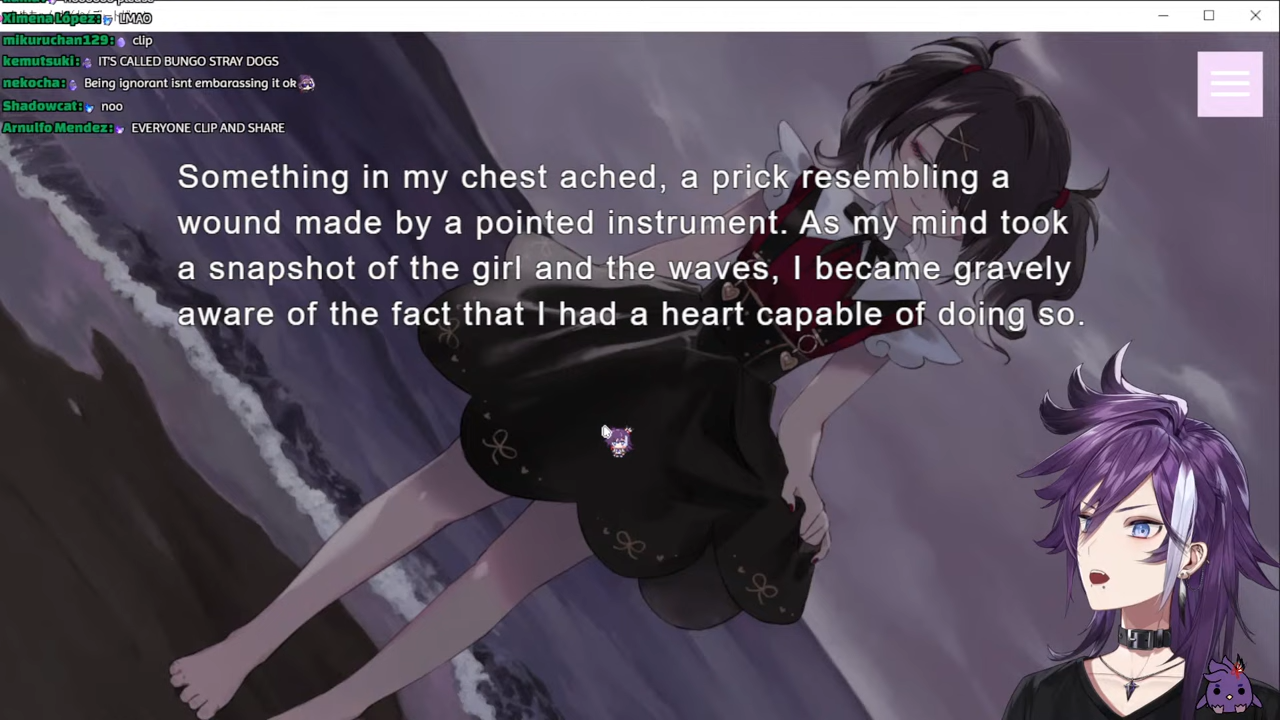 please
Ximena López: LMAO
mikuruchan129: clip
kemutsuki: IT'S CALLED BUNGO STRAY DOGS
nekocha: Being ignorant isnt embarassing it ok
Shadowcat: noo
Arnulfo Mendez: EVERYONE CLIP AND SHARE
Something in my chest ached, a prick resembling a
wound made by a pointed instrument. As my mind took
a snapshot of the girl and the waves, I became gravely
aware of the fact that I had a heart capable of doing so.